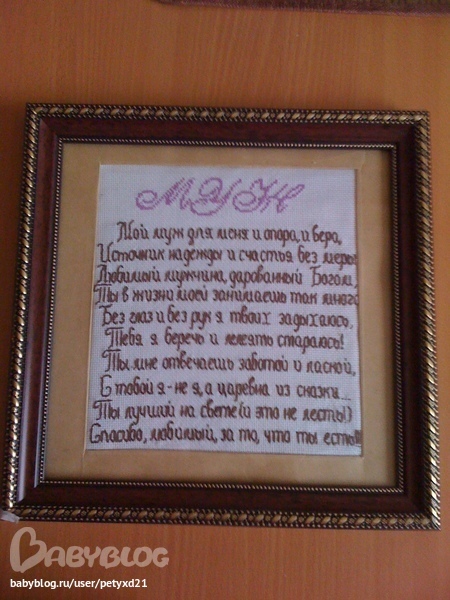 МУЖ
Мой муж для меня и опора, и вера,
Источник надежды и счастья без меры!
Любимый мужчина, дарованный Богом,
Ты в жизни моей занимаешь так много!
Без глаз и без рук я твоих задыхаюсь,
Тебя я беречь и лелеять стараюсь!
Ты мне отвечаешь заботой и лаской,
С тобой я - не я, а царевна из сказки...
Ты лучший на свете (и это не лесть!)
Спасибо, любимый, за то, что ты есть!!!
BABYBLOG
babyblog.ru/user/petyxd21